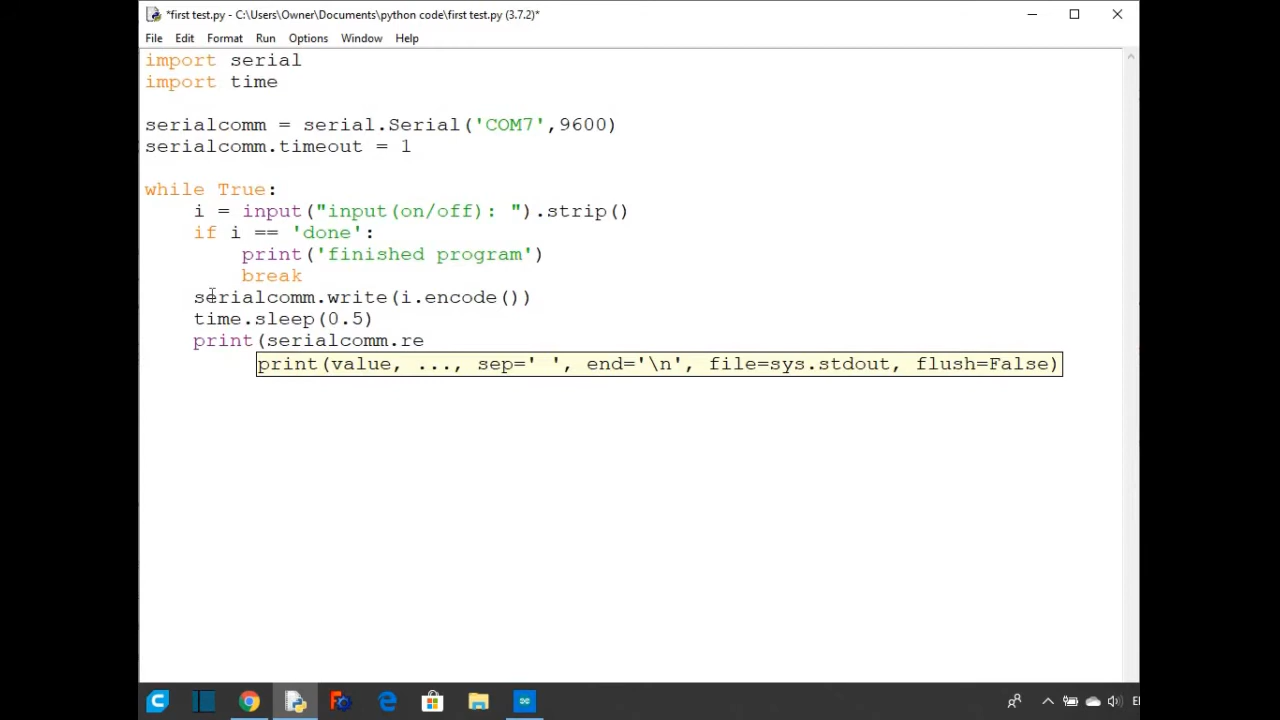 *first test.py - C:\Users\Owner\Documents\python code\first test.py (3.7.2)*
File Edit Format Run Options Window Help
import serial
import time
serialcomm = serial.Serial('COM7',9600)
serialcomm.timeout = 1
while True:
i = input("input(on/off): ").strip()
if i == 'done':
print('finished program')
break
serialcomm.write(i.encode())
time.sleep(0.5)
print(serialcomm.re
print(value, ..., sep=' ', end='\n', file=sys.stdout, flush=False)